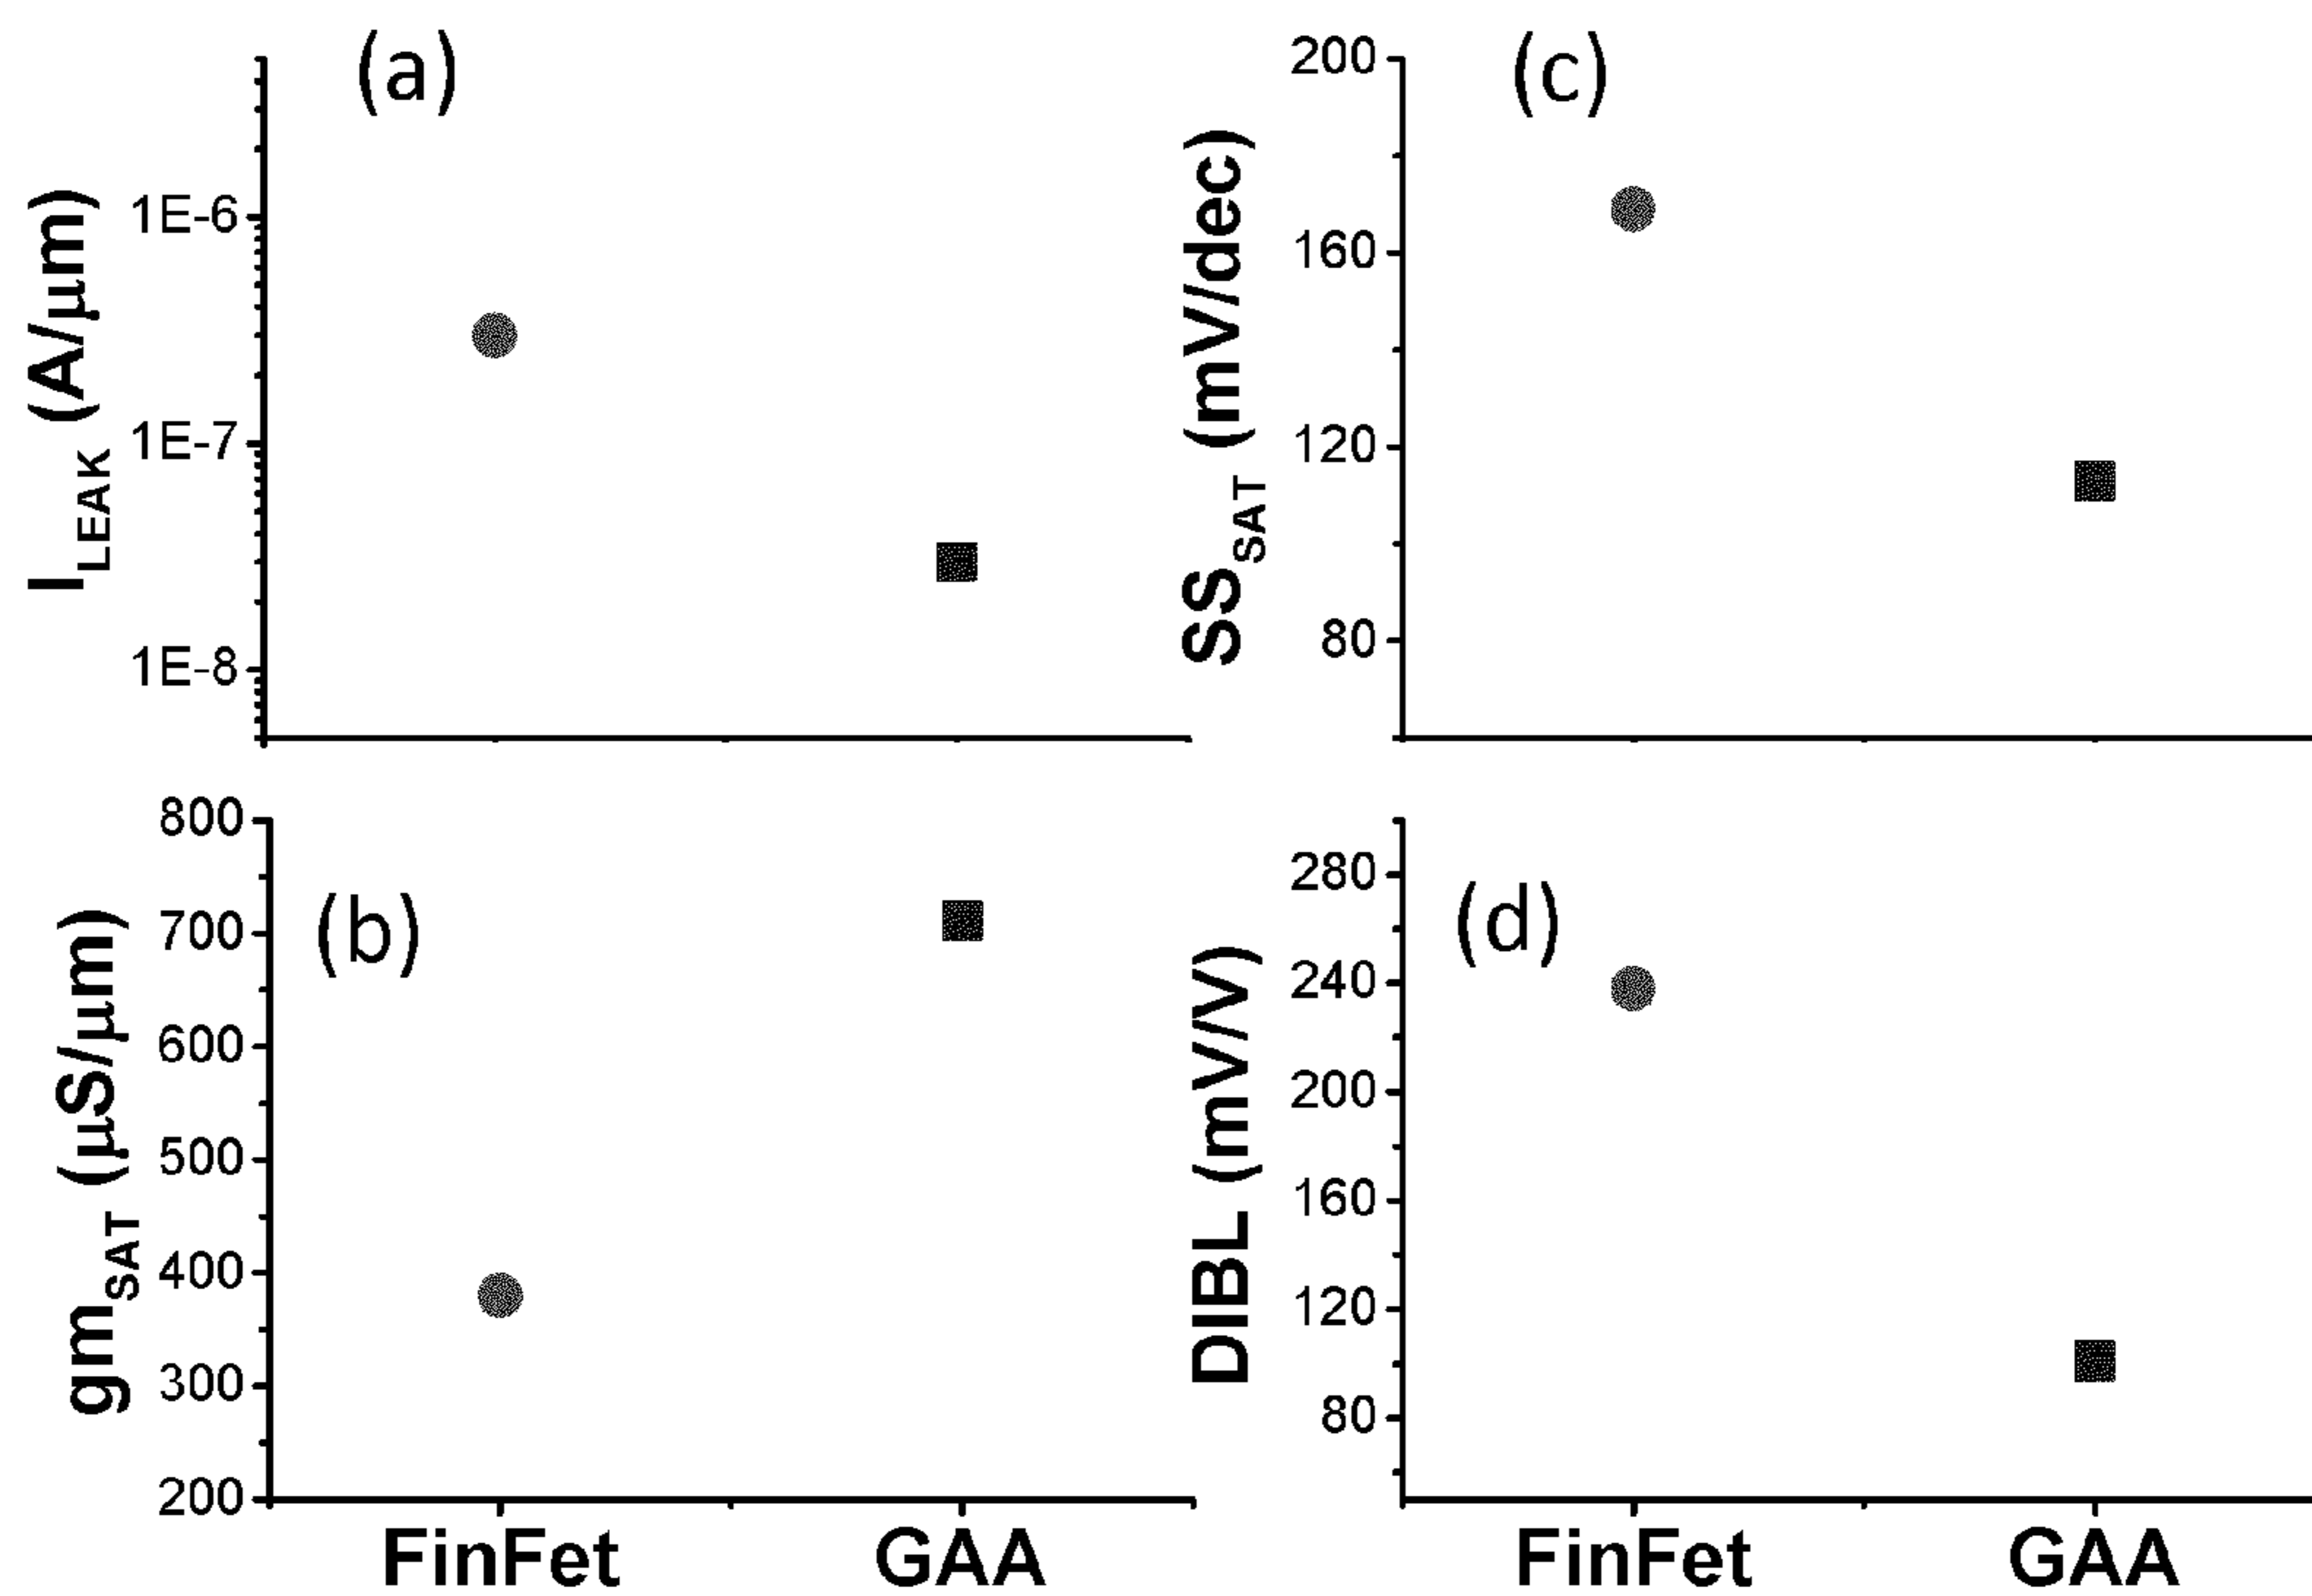 (a)
I_LEAK (A/μm)
1E-6
1E-7
1E-8
(c)
SS_SAT (mV/dec)
200
160
120
80
(b)
gm_SAT (μS/μm)
800
700
600
500
400
300
200
FinFet GAA
(d)
DIBL (mV/V)
280
240
200
160
120
80
FinFet GAA